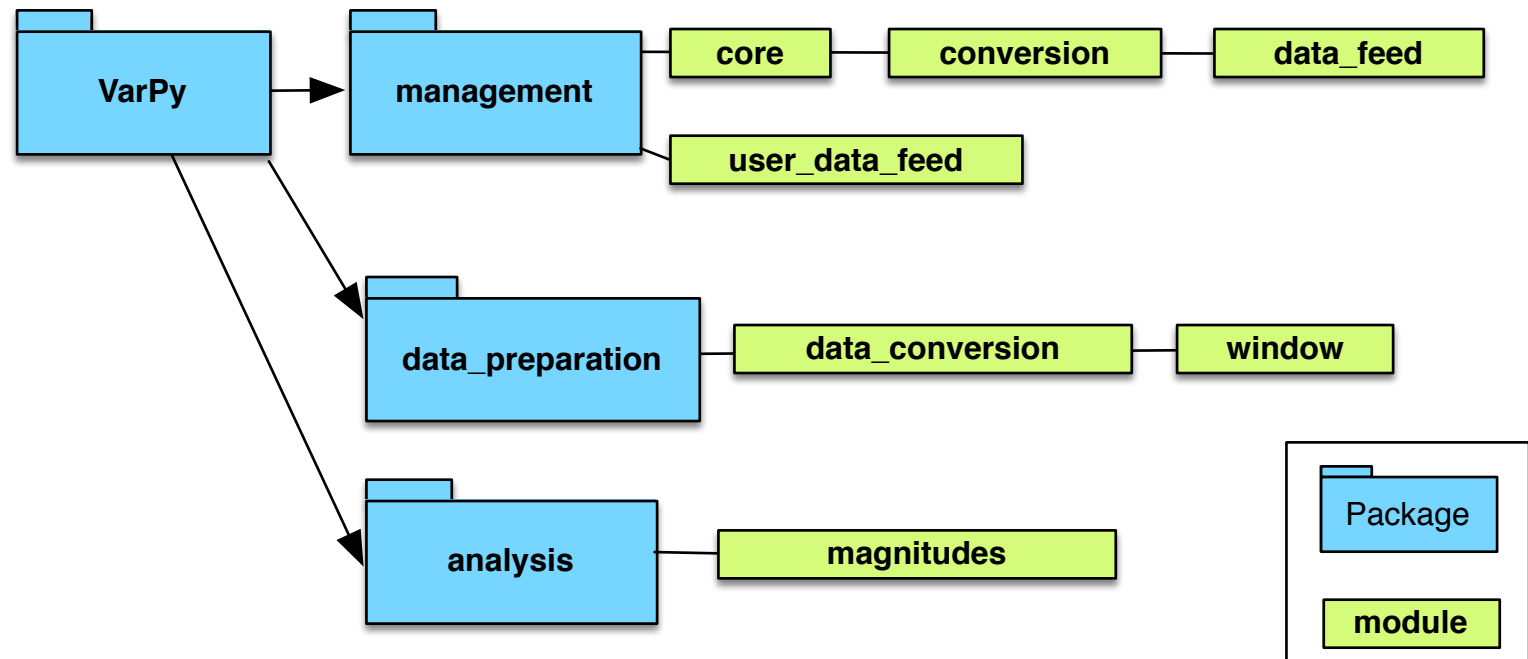 VarPy
management
core
conversion
data_feed
user_data_feed
data_preparation
data_conversion
window
analysis
magnitudes
Package
module